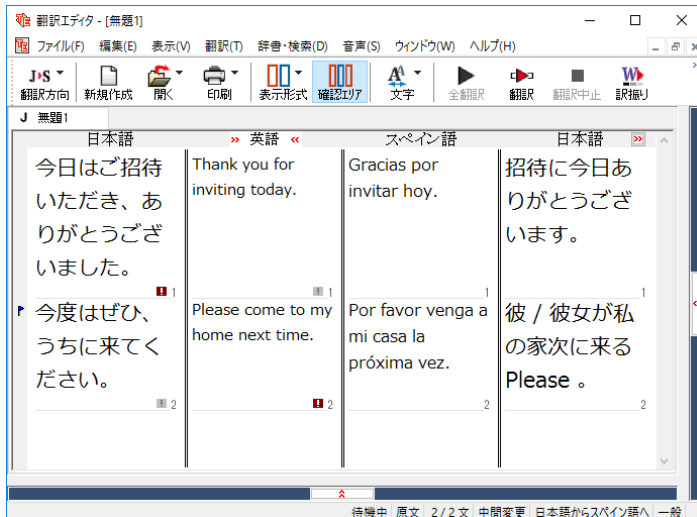 翻訳エディタ - [無題1]
ファイル(F) 編集(E) 表示(V) 翻訳(T) 辞書・検索(D) 音声(S) ウィンドウ(W) ヘルプ(H)
J▸S
翻訳方向 新規作成 開く 印刷 表示形式 確認エリア 文字 全翻訳 翻訳 翻訳中止 訳振り
J 無題1
日本語 » 英語 « スペイン語 日本語 »
今日はご招待
いただき、あ
りがとうござ
いました。
1
Thank you for
inviting today.
1
Gracias por
invitar hoy.
1
招待に今日あ
りがとうござ
います。
1
今度はぜひ、
うちに来てく
ださい。
2
Please come to my
home next time.
2
Por favor venga a
mi casa la
próxima vez.
2
彼 / 彼女が私
の家次に来る
Please 。
2
待機中 原文 2/2文 中間変更 日本語からスペイン語へ 一般